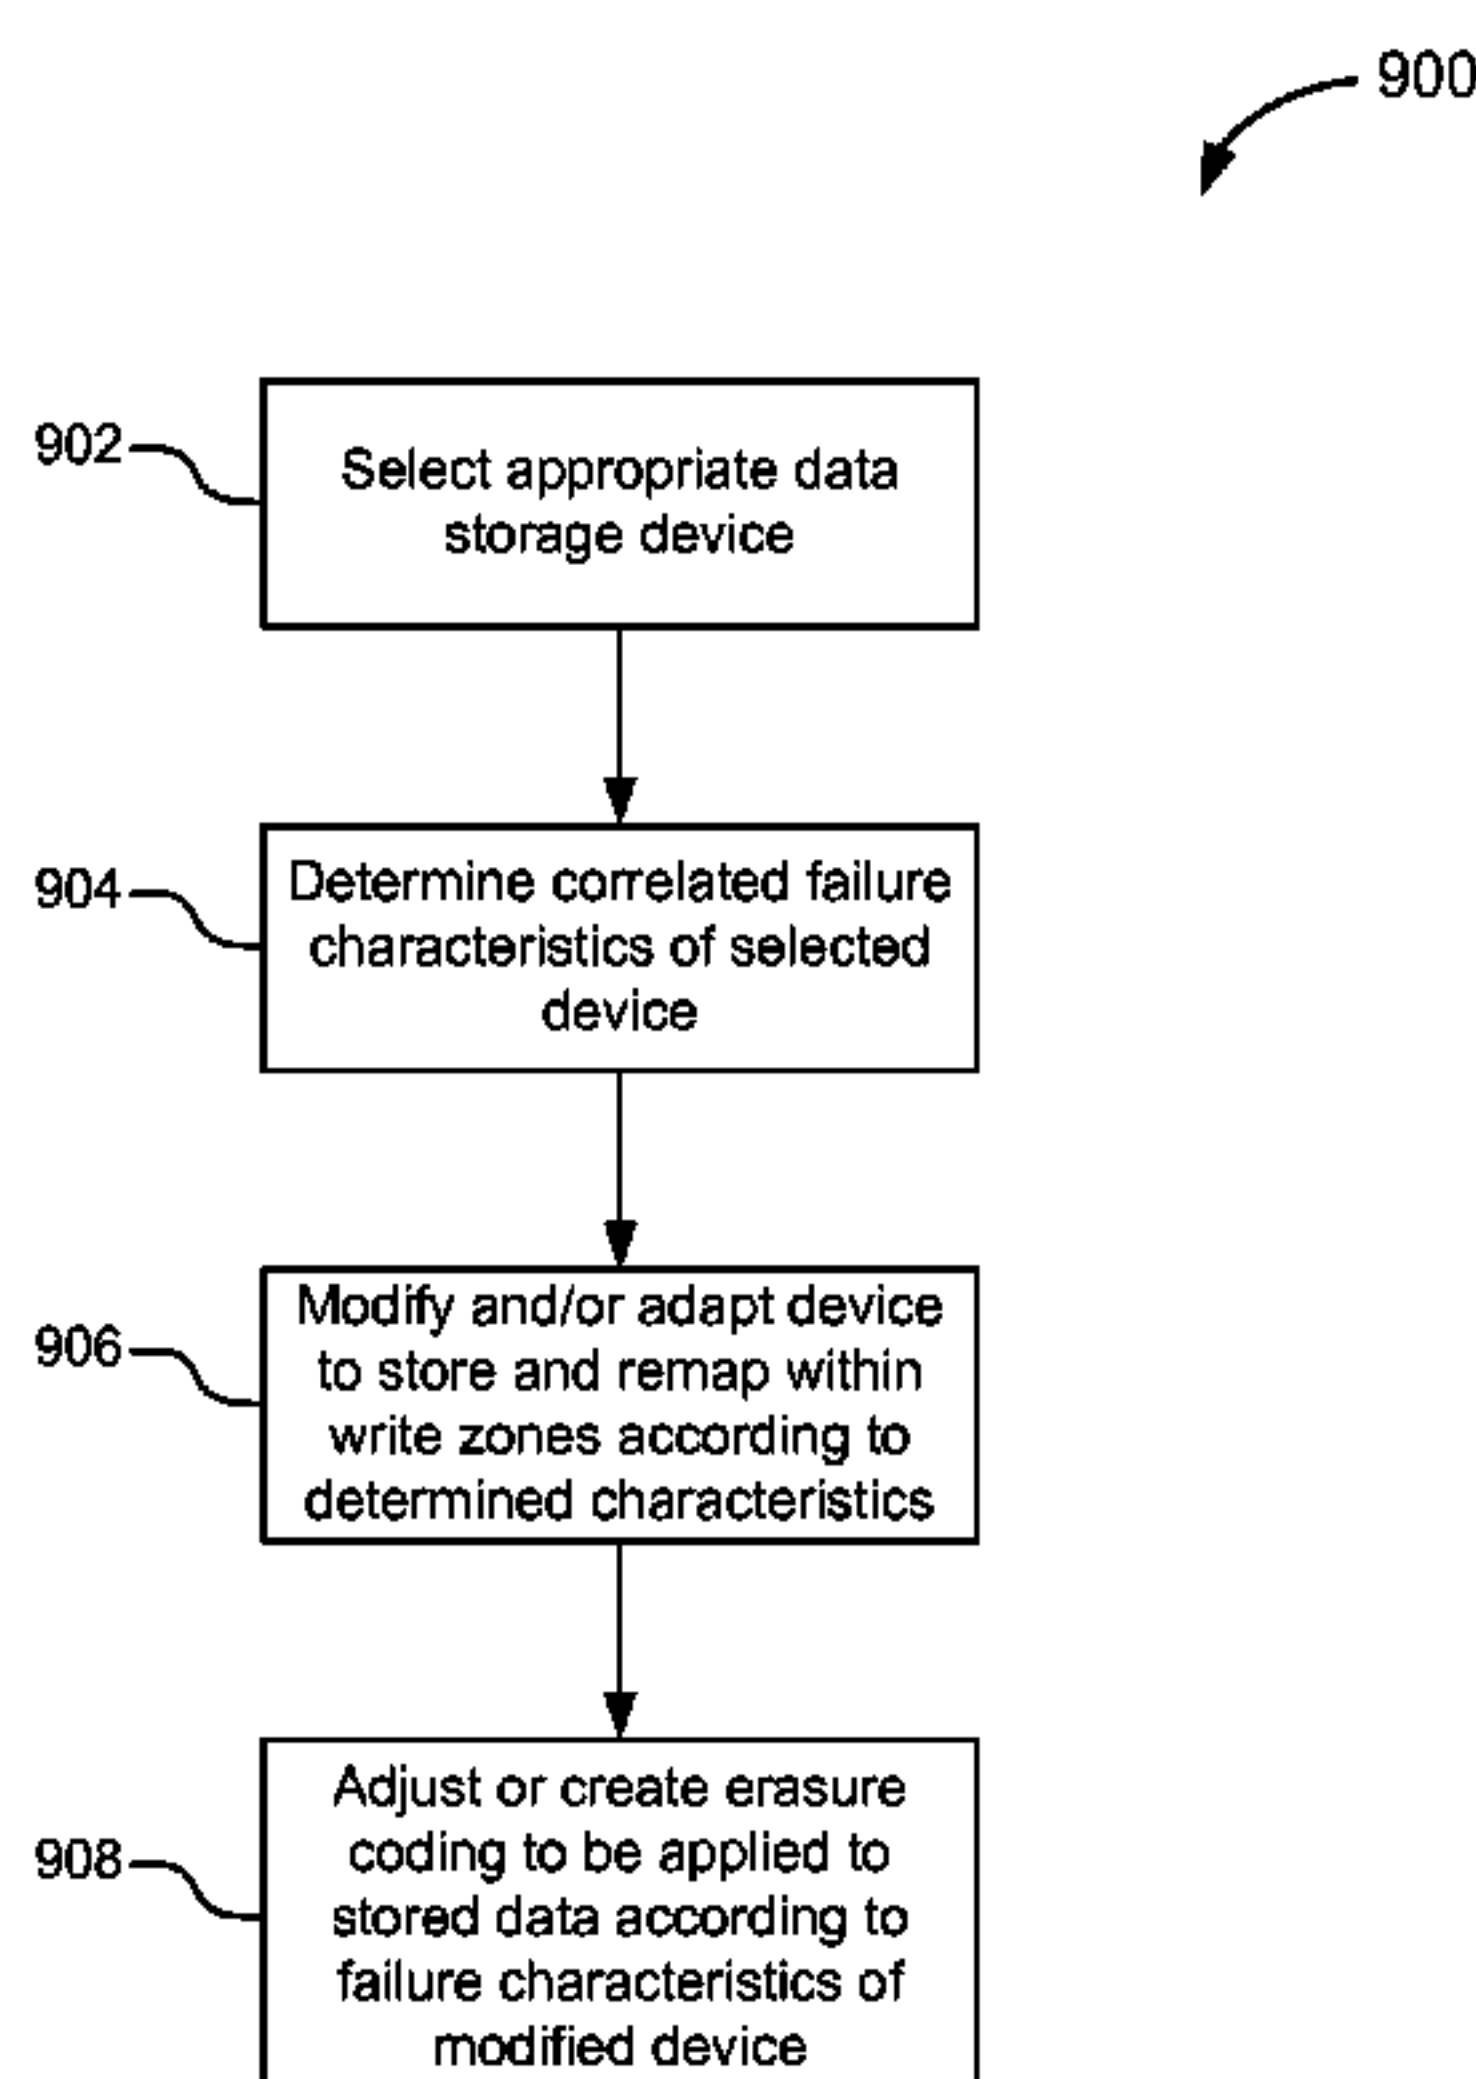 900
902
Select appropriate data
storage device
904
Determine correlated failure
characteristics of selected
device
906
Modify and/or adapt device
to store and remap within
write zones according to
determined characteristics
908
Adjust or create erasure
coding to be applied to
stored data according to
failure characteristics of
modified device